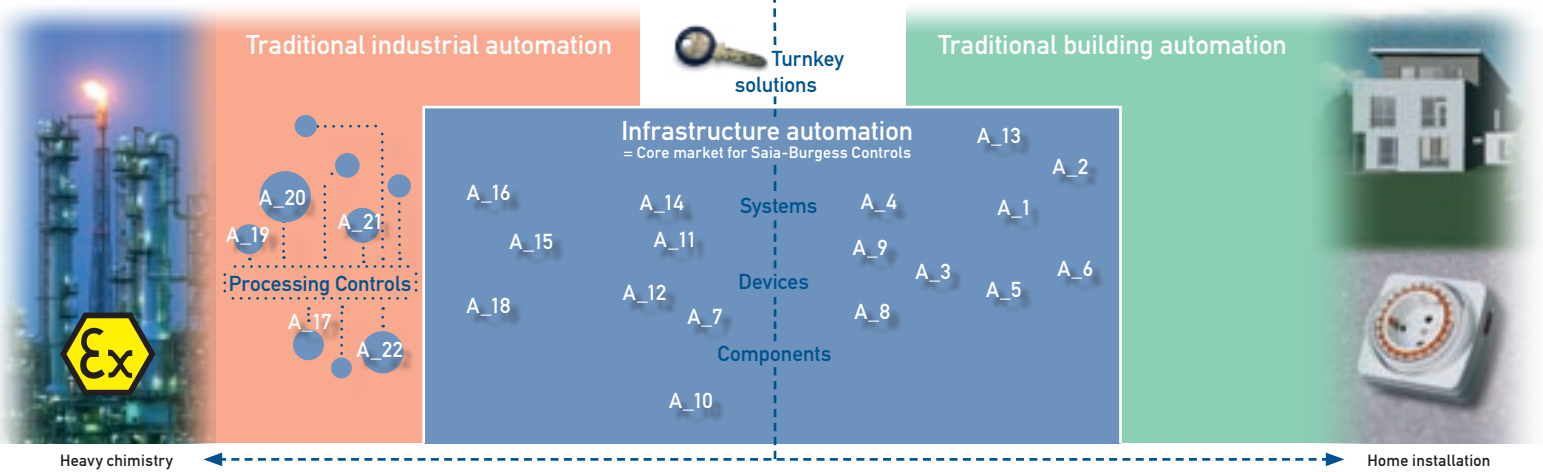 Traditional industrial automation
Turnkey
solutions
Traditional building automation
Infrastructure automation
= Core market for Saia-Burgess Controls
A_13
A_2
A_20
A_16
A_14
Systems
A_4
A_1
A_21
A_19
A_15
A_11
A_9
A_3
A_6
Processing Controls
Devices
A_5
A_12
A_18
A_7
A_8
A_17
A_22
Components
εx
A_10
Heavy chimistry
Home installation